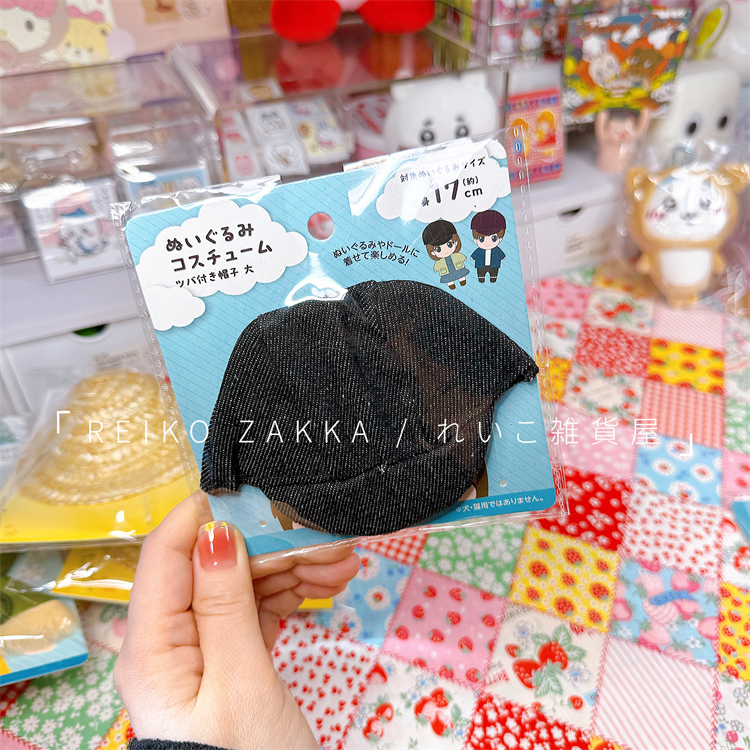 ぬいぐるみ
コスチューム
ツバ付き帽子 大
対象ぬいぐるみサイズ
17(約)cm
ぬいぐるみやドールに
着せて楽しめる!
「 REIKO ZAKKA / れいこ雑貨屋 」
※犬・猫用ではありません。